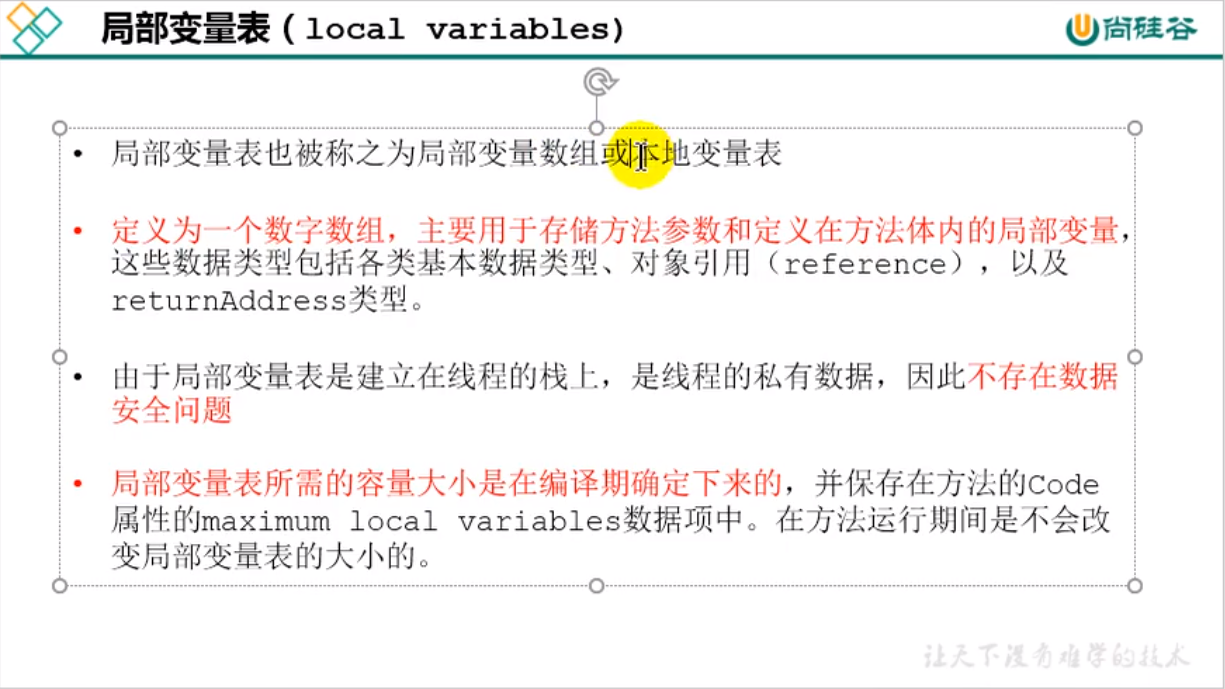 局部变量表（local variables)
尚硅谷
• 局部变量表也被称之为局部变量数组或本地变量表
• 定义为一个数字数组，主要用于存储方法参数和定义在方法体内的局部变量，
这些数据类型包括各类基本数据类型、对象引用（reference），以及
returnAddress类型。
• 由于局部变量表是建立在线程的栈上，是线程的私有数据，因此不存在数据
安全问题
• 局部变量表所需的容量大小是在编译期确定下来的，并保存在方法的Code
属性的maximum local variables数据项中。在方法运行期间是不会改
变局部变量表的大小的。
让天下没有难学的技术